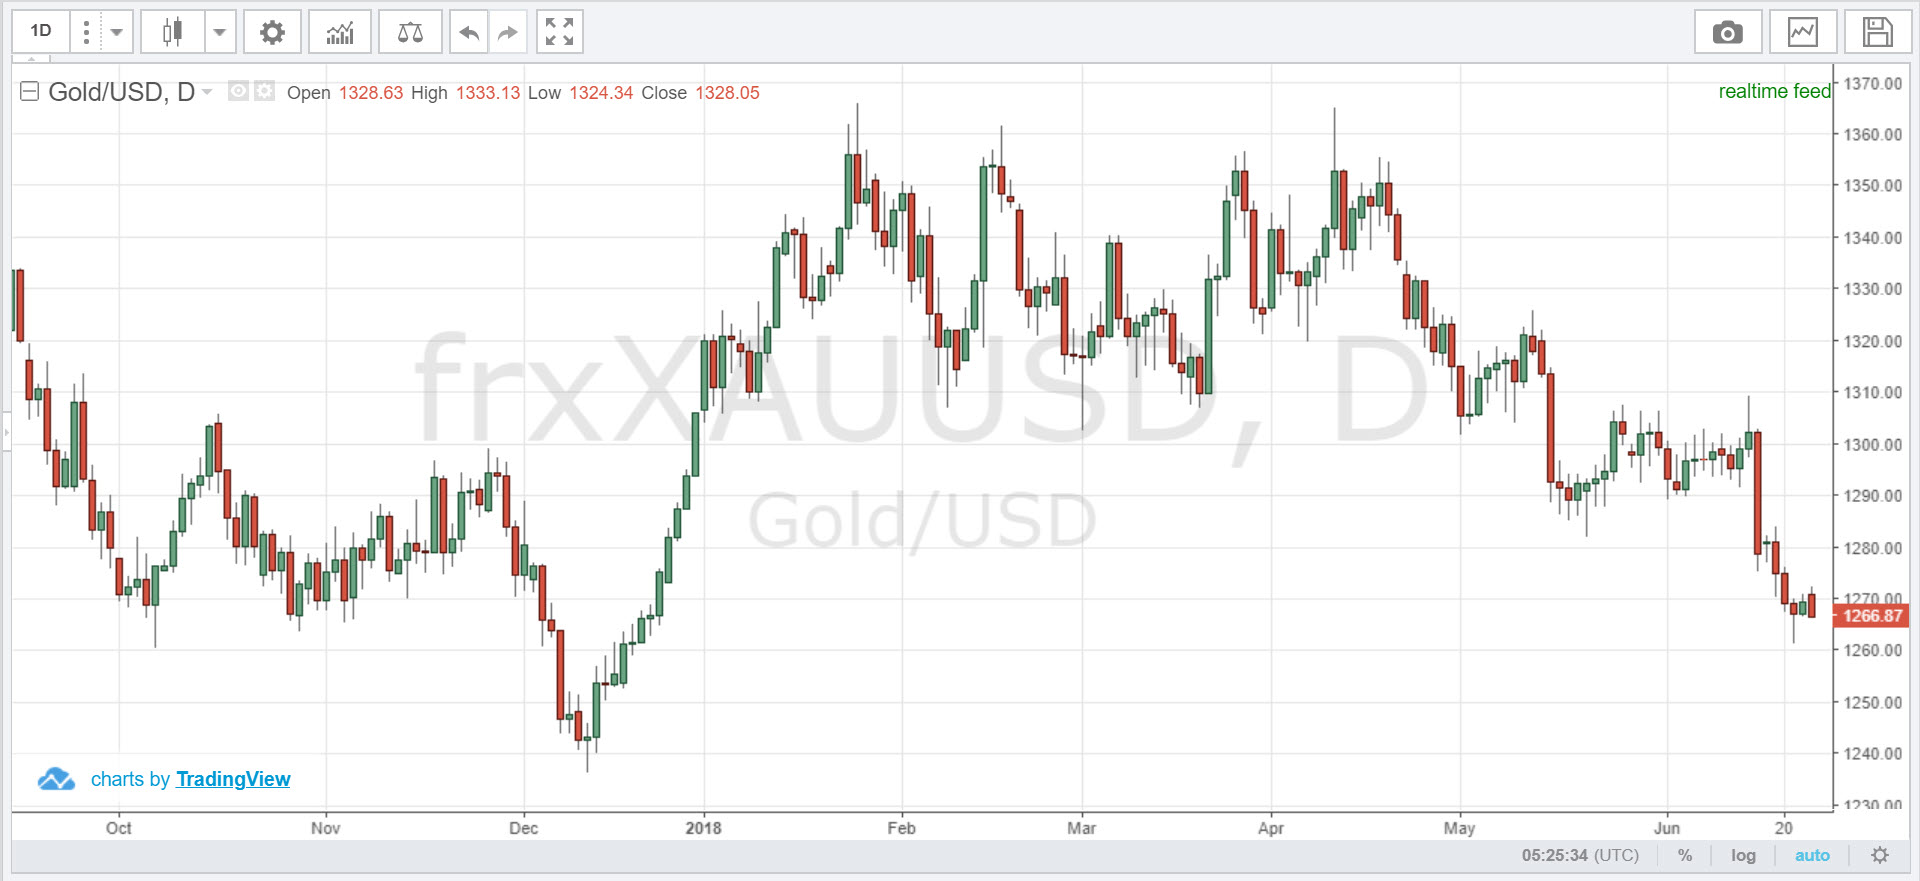 1D
Gold/USD, D Open 1328.63 High 1333.13 Low 1324.34 Close 1328.05
realtime feed
1370.00
1360.00
1350.00
1340.00
1330.00
1320.00
1310.00
1300.00
1290.00
1280.00
1270.00
1266.87
1260.00
1250.00
1240.00
1230.00
frxXAUUSD, D
Gold/USD
charts by TradingView
Oct Nov Dec 2018 Feb Mar Apr May Jun 20
05:25:34 (UTC) % log auto